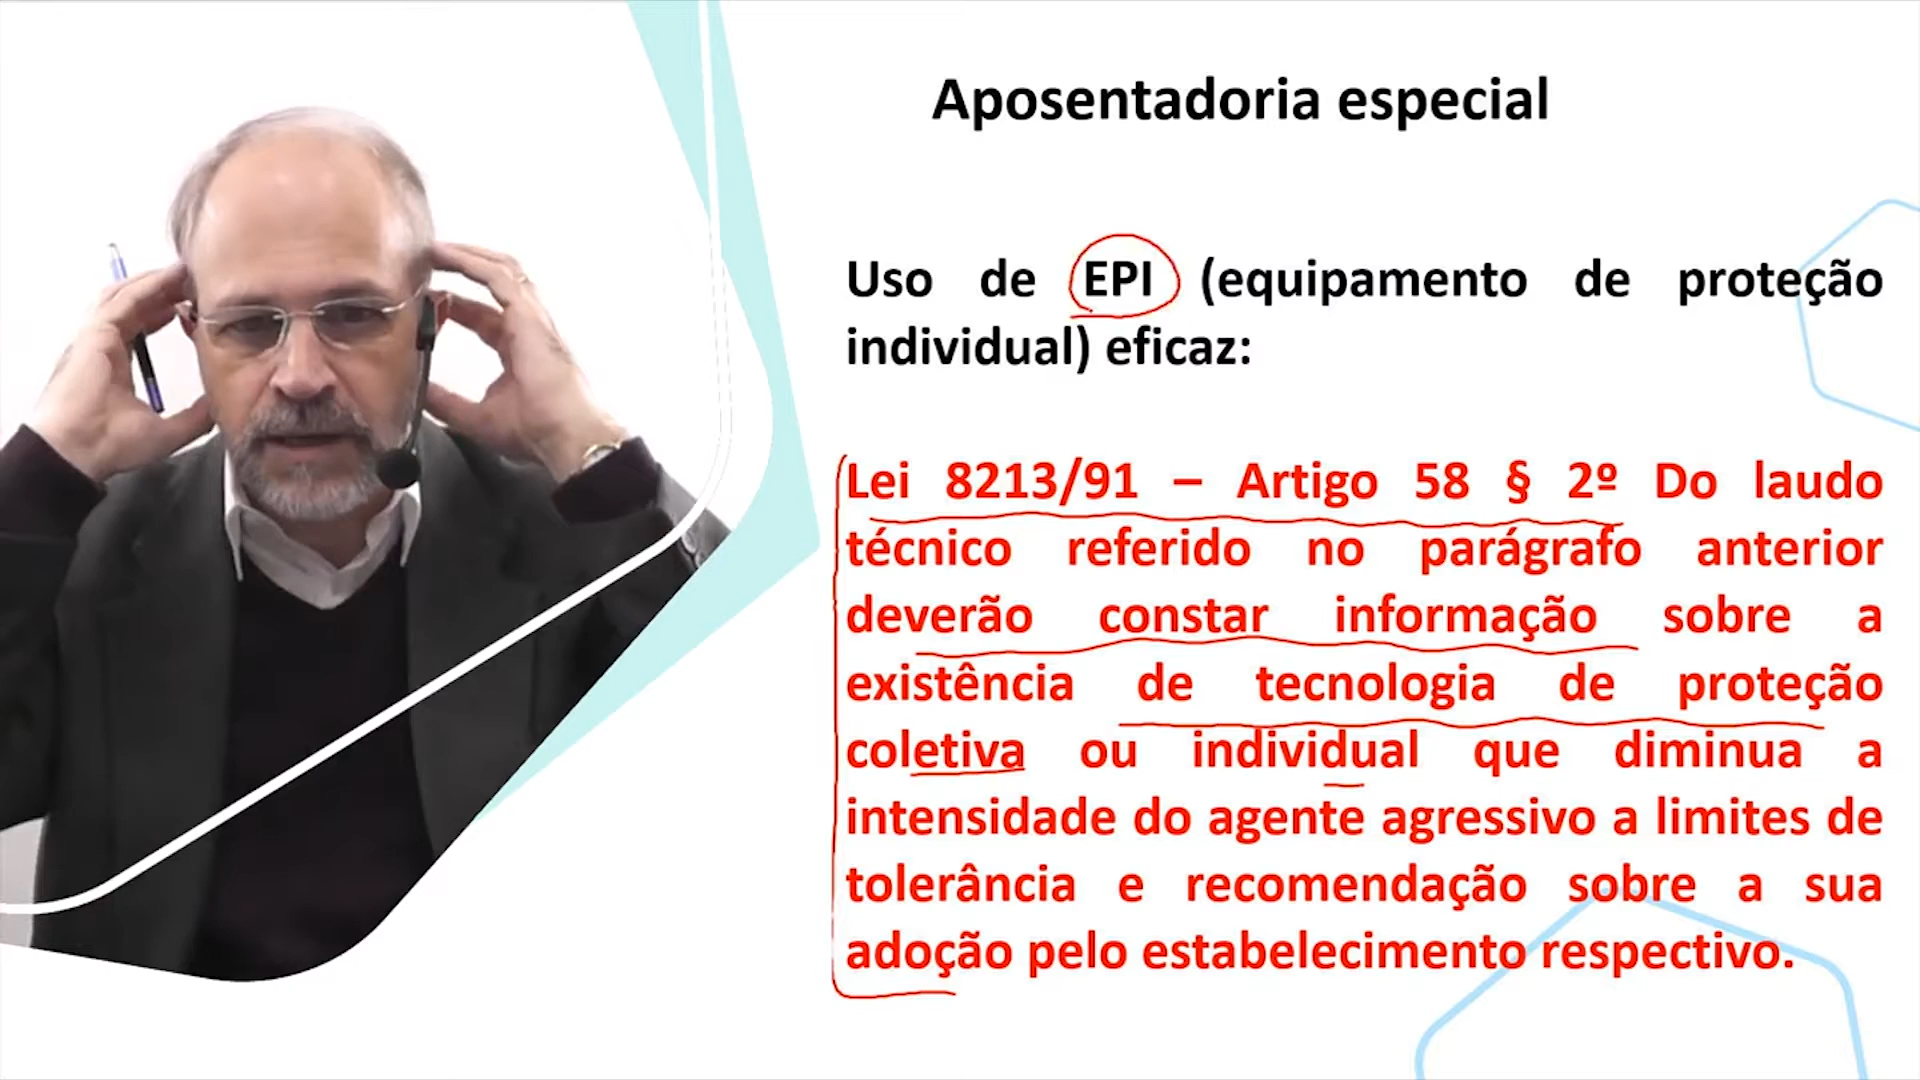 Aposentadoria especial
Uso de EPI (equipamento de proteção
individual) eficaz:
Lei 8213/91 – Artigo 58 § 2º Do laudo
técnico referido no parágrafo anterior
deverão constar informação sobre a
existência de tecnologia de proteção
coletiva ou individual que diminua a
intensidade do agente agressivo a limites de
tolerância e recomendação sobre a sua
adoção pelo estabelecimento respectivo.